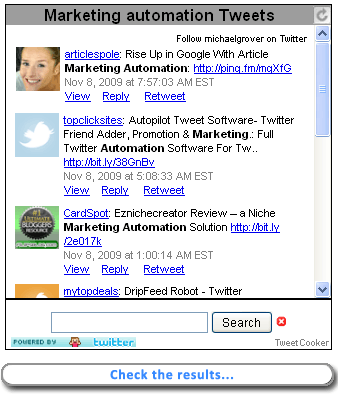 Marketing automation Tweets
Follow michaelgrover on Twitter
articlespole: Rise Up in Google With Article
Marketing Automation: http://ping.fm/mqXfG
Nov 8, 2009 at 7:57:03 AM EST
View Reply Retweet
topclicksites: Autopilot Tweet Software- Twitter
Friend Adder, Promotion & Marketing.: Full
Twitter Automation Software For Tw..
http://bit.ly/38GnBv
Nov 8, 2009 at 5:08:33 AM EST
View Reply Retweet
CardSpot: Eznichecreator Review – a Niche
Marketing Automation Solution http://bit.ly
/2e017k
Nov 8, 2009 at 1:00:14 AM EST
View Reply Retweet
mytopdeals: DripFeed Robot - Twitter
Search
POWERED BY twitter TweetCooker
Check the results...